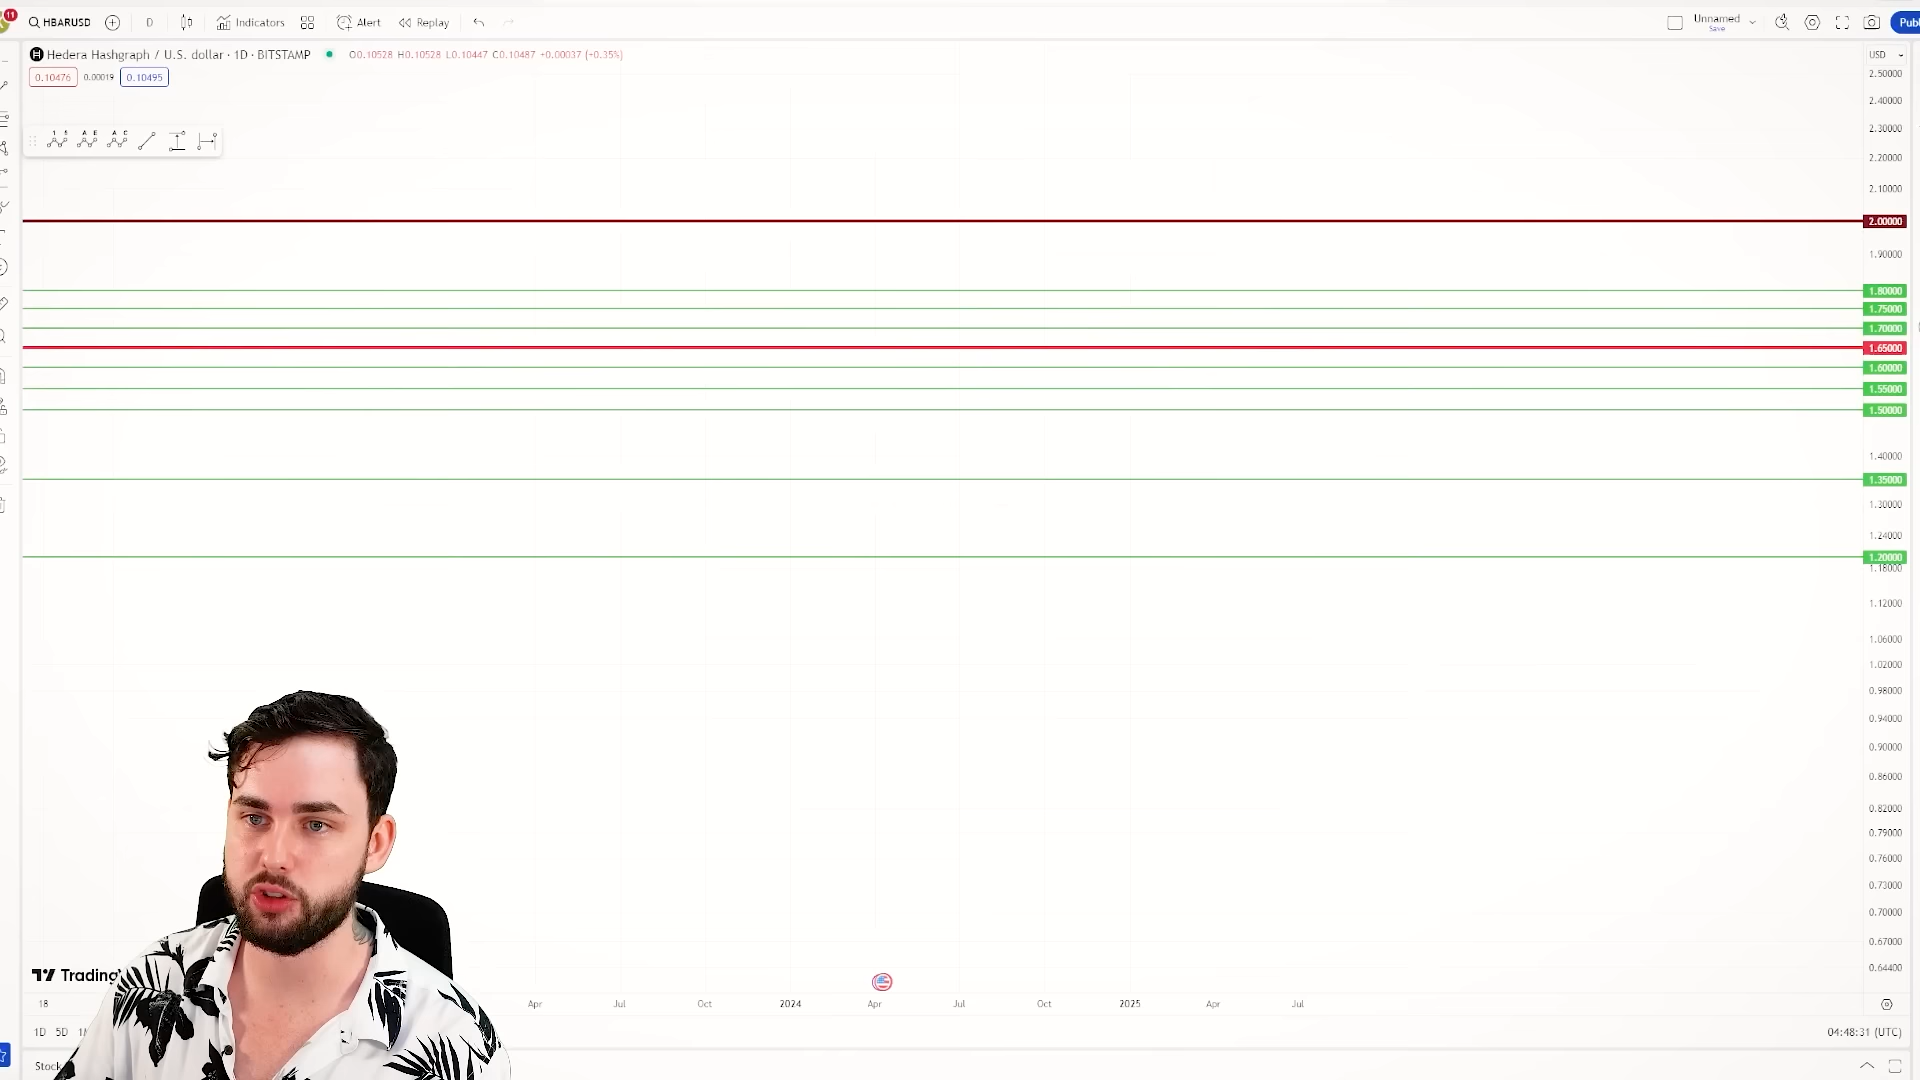 11
HBARUSD
D
Indicators
Alert
Replay
Unnamed
Save
Hedera Hashgraph / U.S. dollar · 1D · BITSTAMP
O0.10528 H0.10528 L0.10447 C0.10487 +0.00037 (+0.35%)
0.10476 0.00019 0.10495
USD
2.50000
2.40000
2.30000
2.20000
2.10000
2.00000
1.90000
1.80000
1.75000
1.70000
1.65000
1.60000
1.55000
1.50000
1.40000
1.35000
1.30000
1.24000
1.20000
1.18000
1.12000
1.06000
1.02000
0.98000
0.94000
0.90000
0.86000
0.82000
0.79000
0.76000
0.73000
0.70000
0.67000
0.64400
18 Apr Jul Oct 2024 Apr Jul Oct 2025 Apr Jul
1D 5D
04:48:31 (UTC)